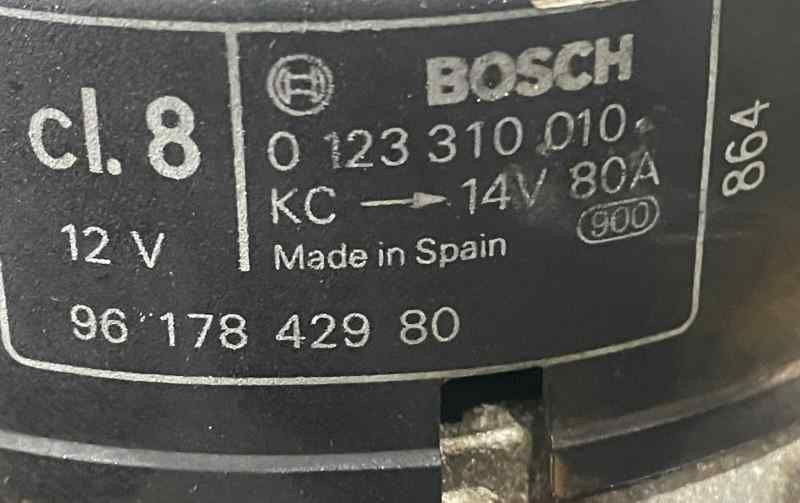 cl. 8
12 V
BOSCH
0 123 310 010
KC → 14V 80A
Made in Spain
900
96 178 429 80
864